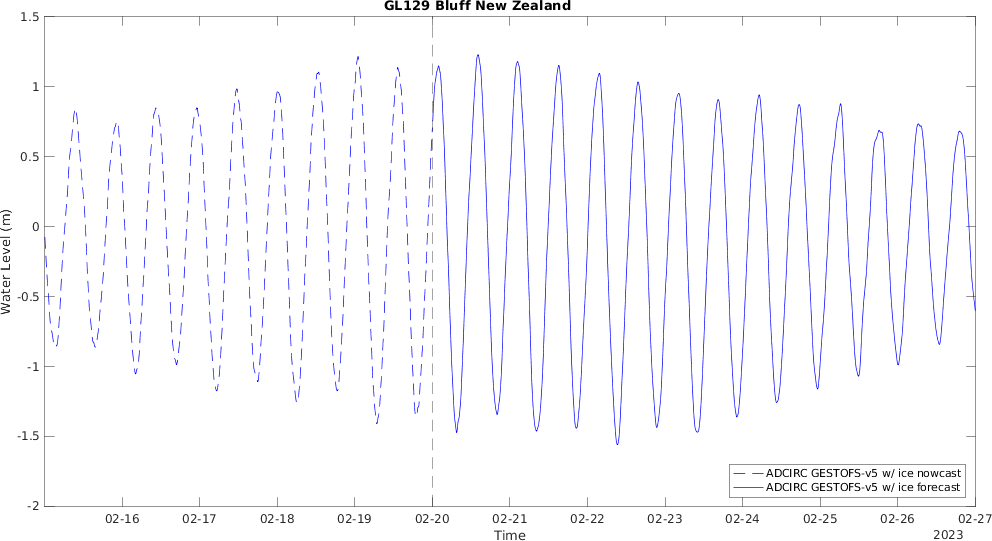 GL129 Bluff New Zealand
1.5
1
0.5
0
-0.5
-1
-1.5
-2
Water Level (m)
ADCIRC GESTOFS-v5 w/ ice nowcast
ADCIRC GESTOFS-v5 w/ ice forecast
02-16 02-17 02-18 02-19 02-20 02-21 02-22 02-23 02-24 02-25 02-26 02-27
Time
2023